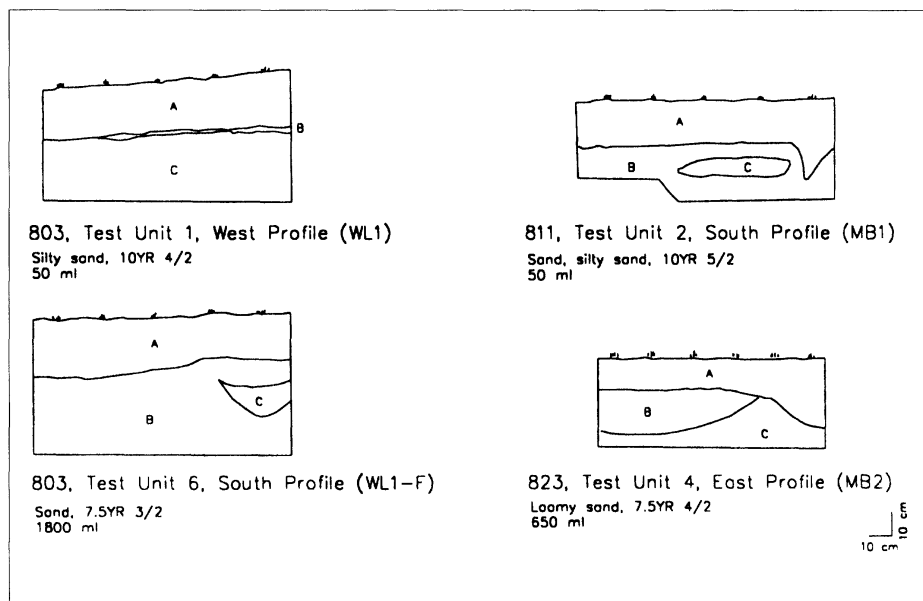 A
B
C
803, Test Unit 1, West Profile (WL1)
Silty sand, 10YR 4/2
50 ml
A
B
C
811, Test Unit 2, South Profile (MB1)
Sand, silty sand, 10YR 5/2
50 ml
A
B
C
803, Test Unit 6, South Profile (WL1-F)
Sand, 7.5YR 3/2
1800 ml
A
B
C
823, Test Unit 4, East Profile (MB2)
Loamy sand, 7.5YR 4/2
650 ml
10 cm
10 cm